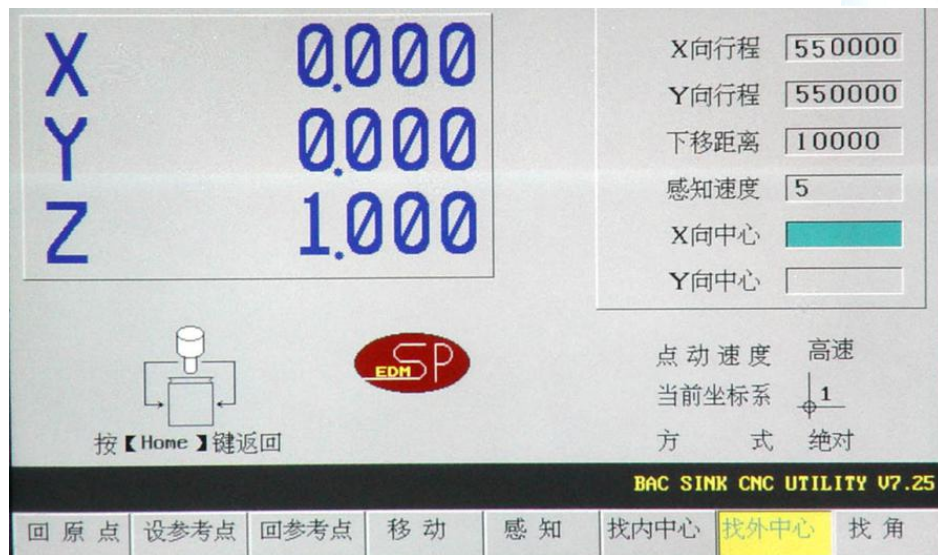 X 0.000
Y 0.000
Z 1.000
X向行程 550000
Y向行程 550000
下移距离 10000
感知速度 5
X向中心
Y向中心
EDM SP
按【Home】键返回
点动速度 高速
当前坐标系 1
方 式 绝对
BAC SINK CNC UTILITY V7.25
回原点 设参考点 回参考点 移动 感知 找内中心 找外中心 找角